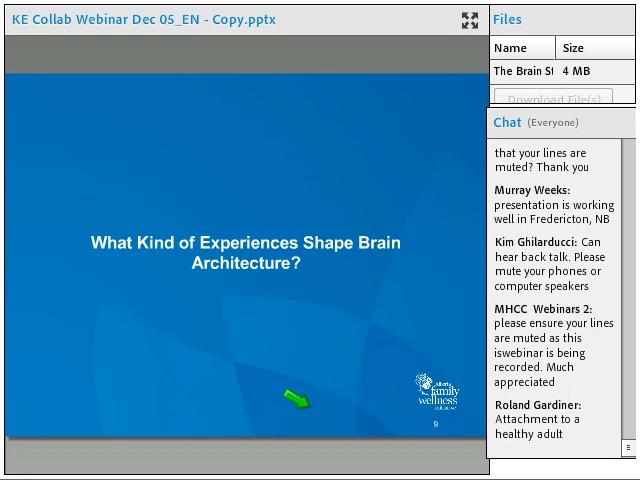 KE Collab Webinar Dec 05_EN - Copy.pptx
What Kind of Experiences Shape Brain
Architecture?
Alberta
family
wellness
initiative
9
Files
Name Size
The Brain St 4 MB
Download File(s)
Chat (Everyone)
that your lines are
muted? Thank you
Murray Weeks:
presentation is working
well in Fredericton, NB
Kim Ghilarducci: Can
hear back talk. Please
mute your phones or
computer speakers
MHCC Webinars 2:
please ensure your lines
are muted as this
iswebinar is being
recorded. Much
appreciated
Roland Gardiner:
Attachment to a
healthy adult